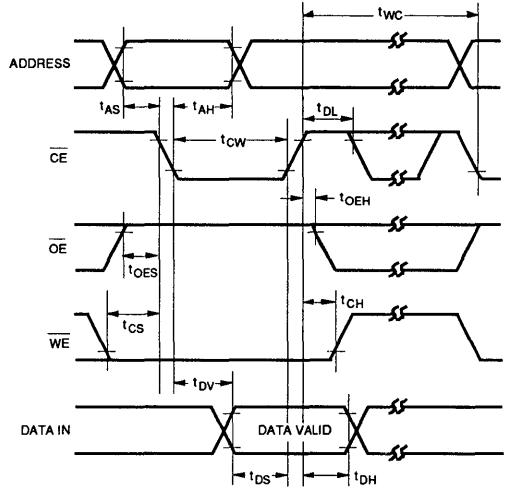 tWC
ADDRESS
tAS
tAH
tDL
tCW
CE
tOEH
OE
tOES
tCS
tCH
WE
tDV
DATA IN
DATA VALID
tDS
tDH